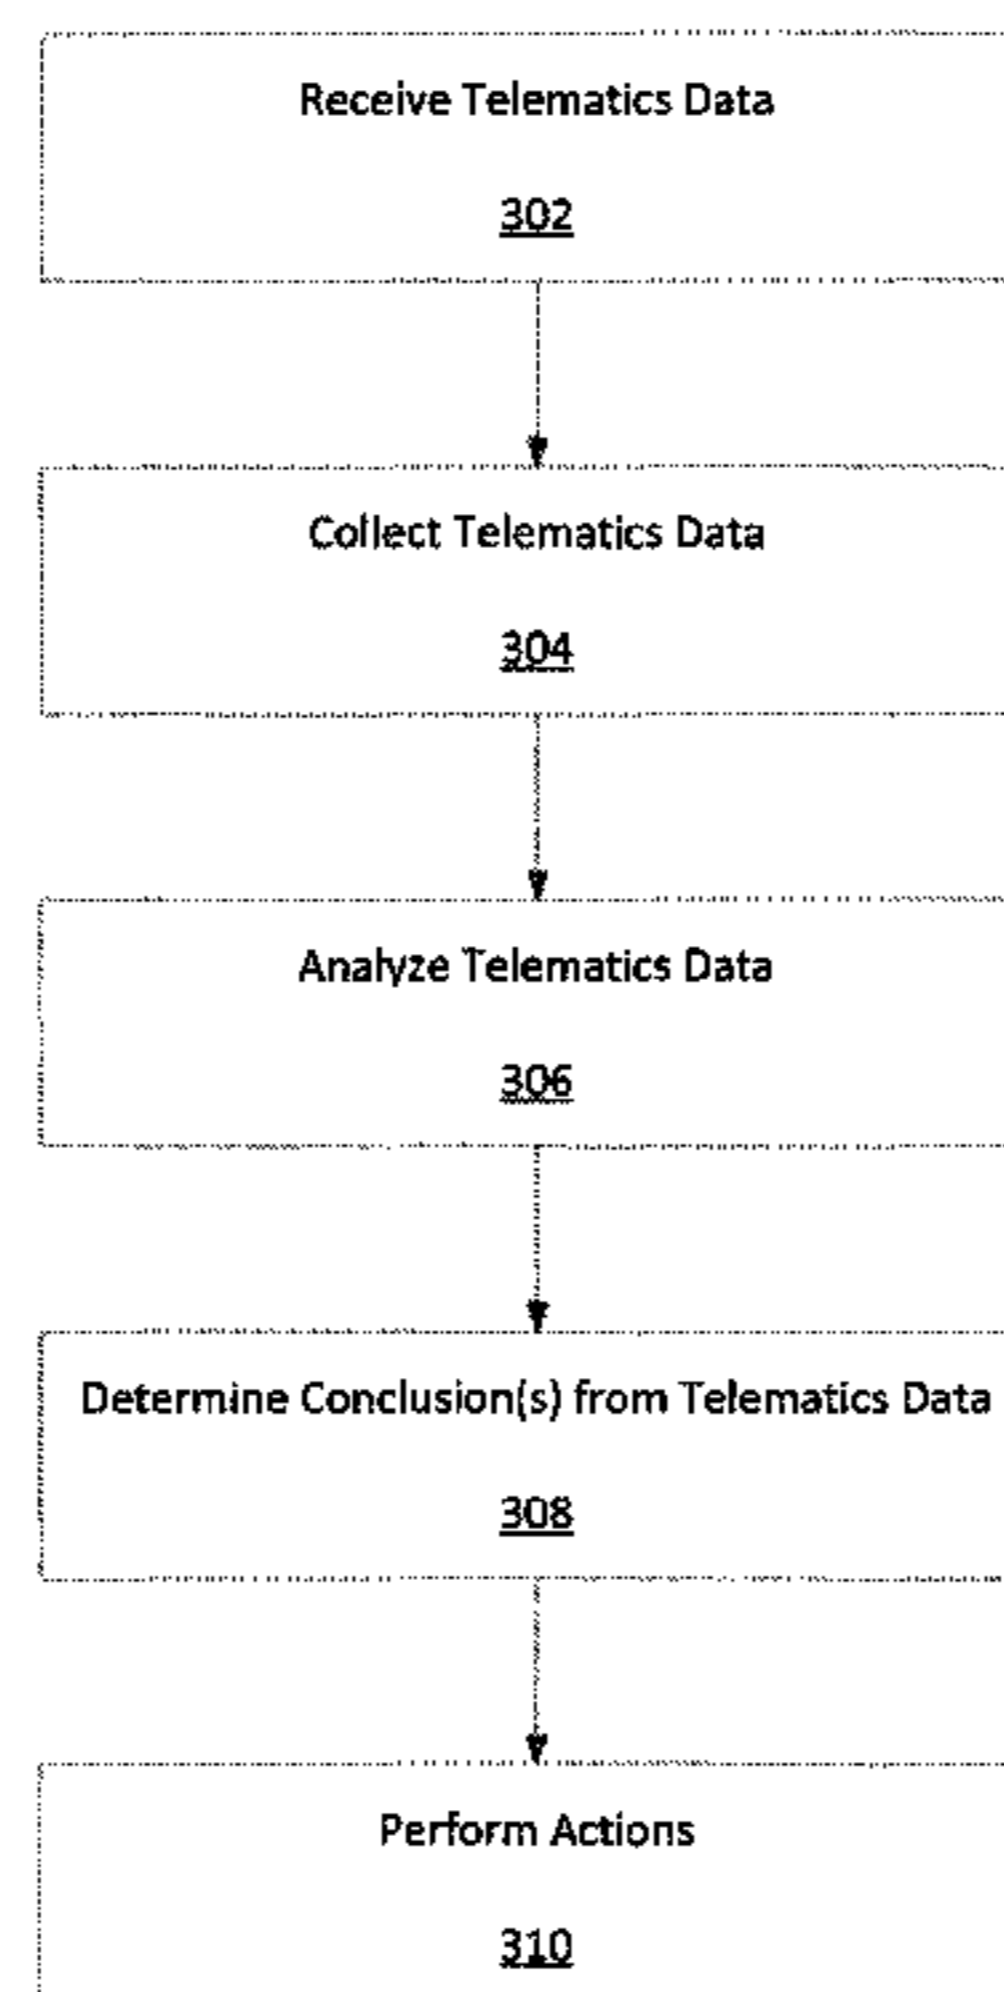 Receive Telematics Data
302
Collect Telematics Data
304
Analyze Telematics Data
306
Determine Conclusion(s) from Telematics Data
308
Perform Actions
310